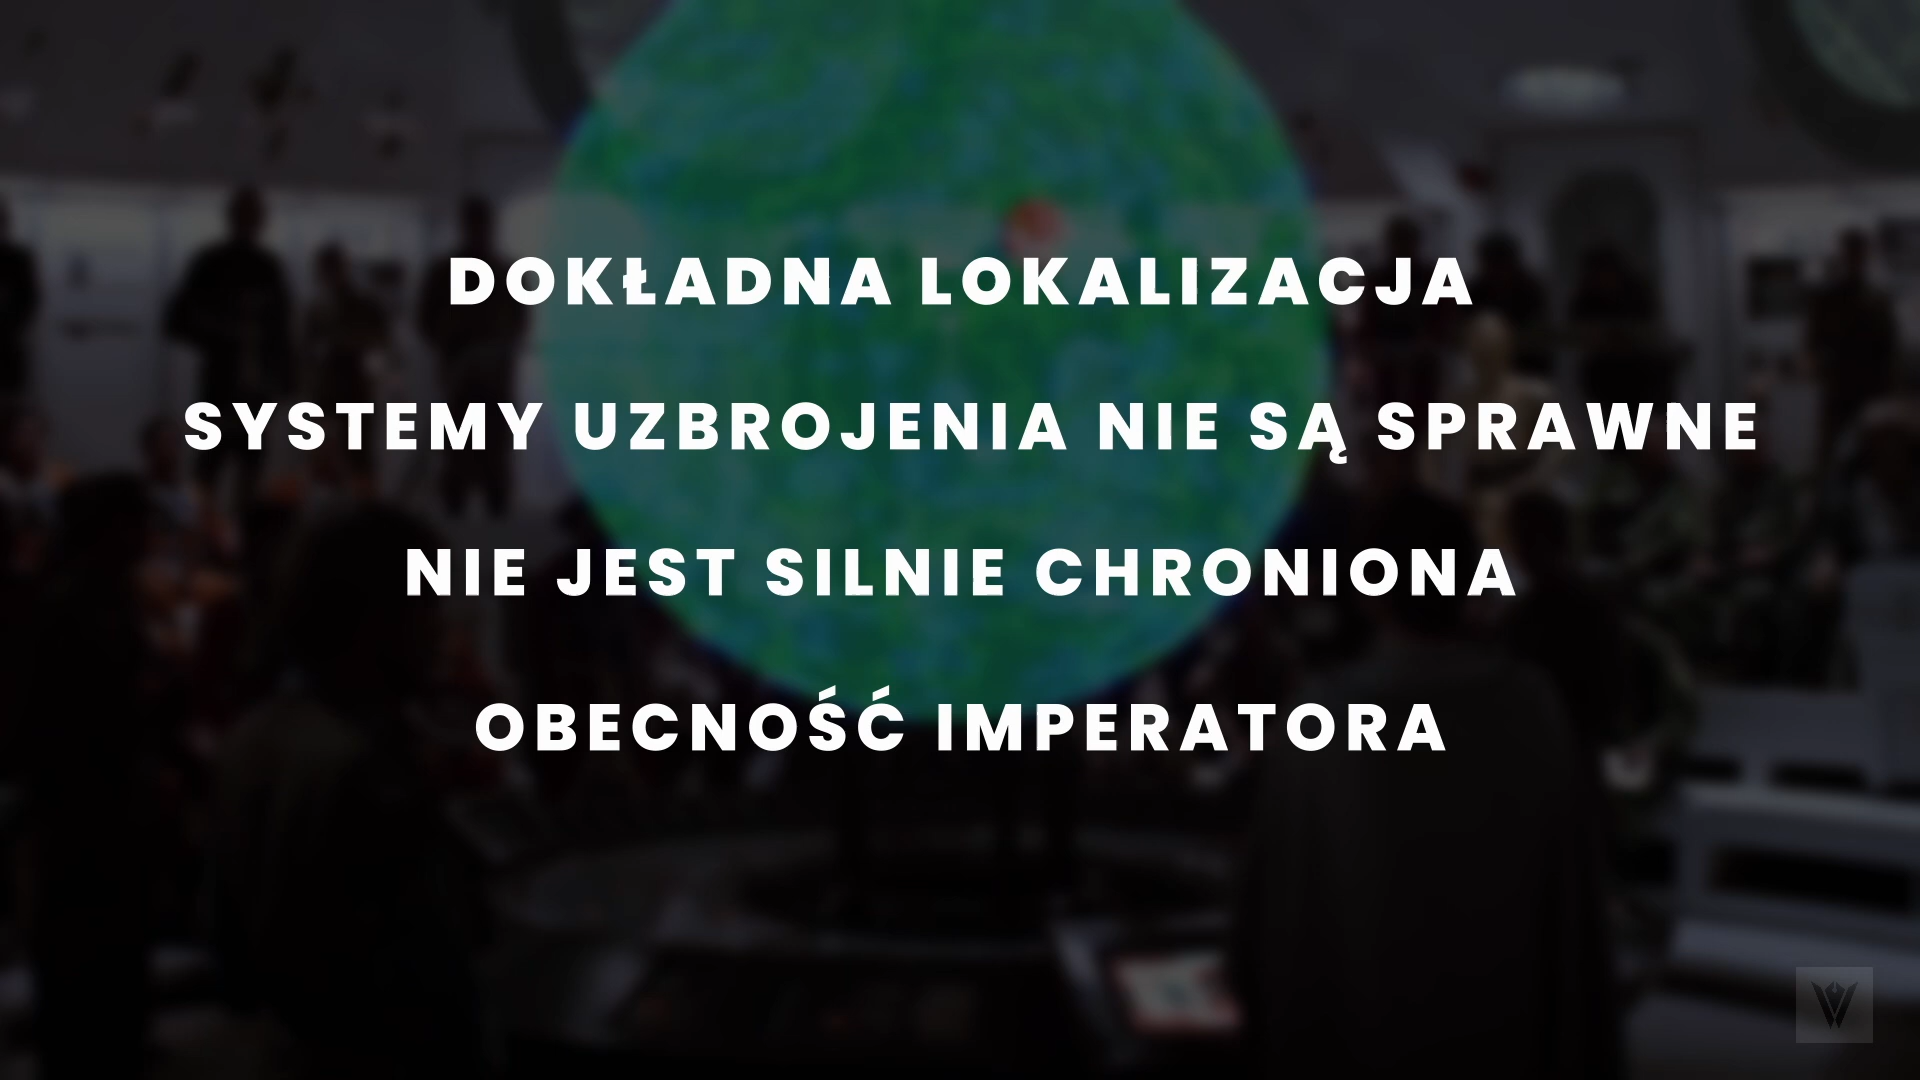 DOKŁADNA LOKALIZACJA
SYSTEMY UZBROJENIA NIE SĄ SPRAWNE
NIE JEST SILNIE CHRONIONA
OBECNOŚĆ IMPERATORA